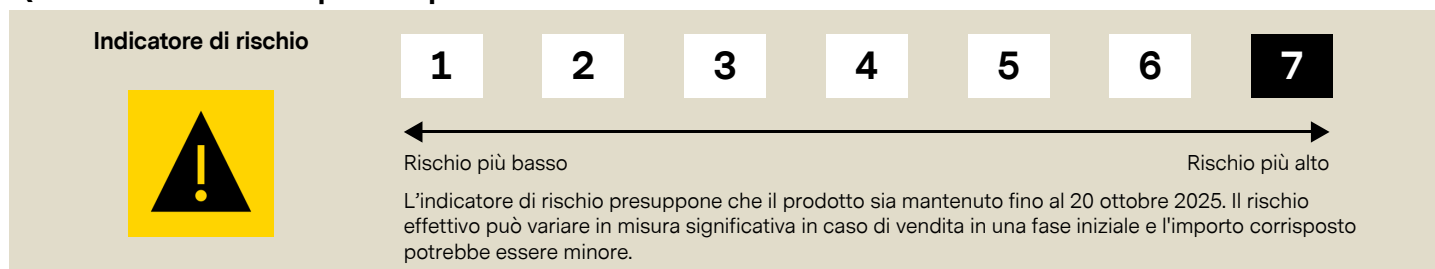 Indicatore di rischio
1 2 3 4 5 6 7
Rischio più basso Rischio più alto
L'indicatore di rischio presuppone che il prodotto sia mantenuto fino al 20 ottobre 2025. Il rischio
effettivo può variare in misura significativa in caso di vendita in una fase iniziale e l'importo corrisposto
potrebbe essere minore.